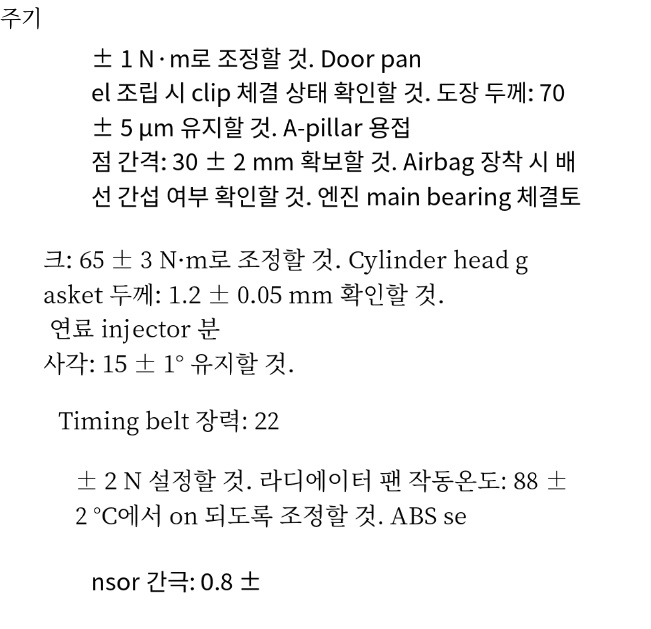 주기
± 1 N·m로 조정할 것. Door pan
el 조립 시 clip 체결 상태 확인할 것. 도장 두께: 70
± 5 μm 유지할 것. A-pillar 용접
점 간격: 30 ± 2 mm 확보할 것. Airbag 장착 시 배
선 간섭 여부 확인할 것. 엔진 main bearing 체결토
크: 65 ± 3 N·m로 조정할 것. Cylinder head g
asket 두께: 1.2 ± 0.05 mm 확인할 것.
연료 injector 분
사각: 15 ± 1° 유지할 것.
Timing belt 장력: 22
± 2 N 설정할 것. 라디에이터 팬 작동온도: 88 ±
2 °C에서 on 되도록 조정할 것. ABS se
nsor 간극: 0.8 ±